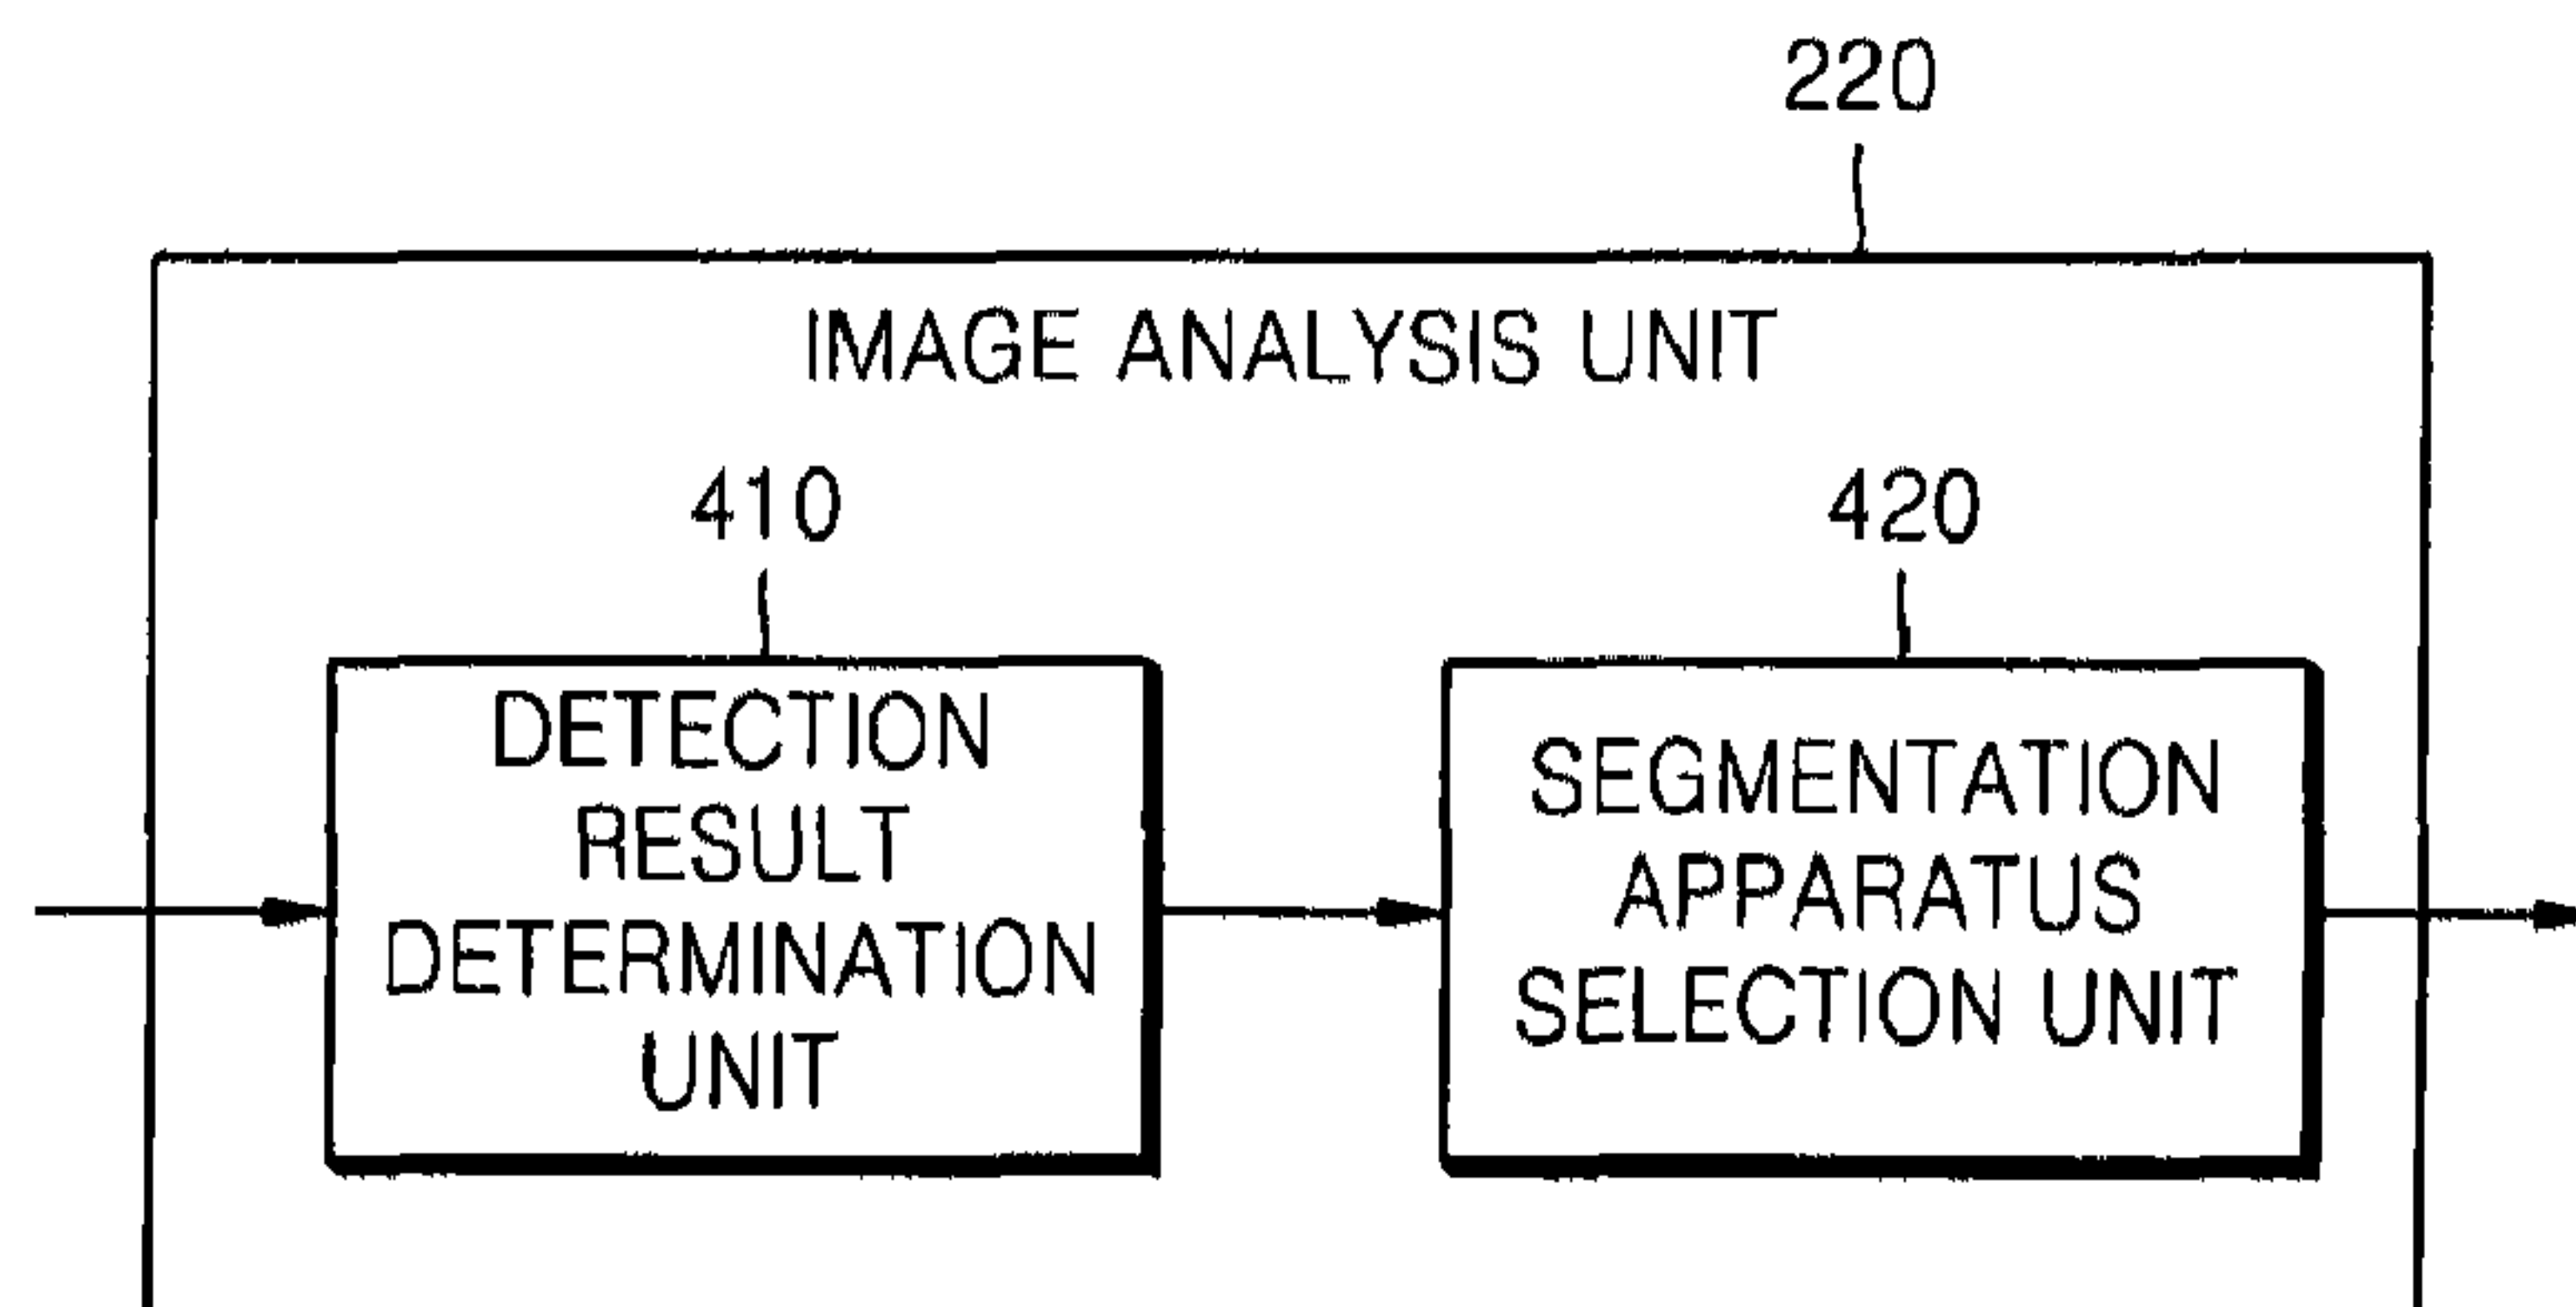 220
IMAGE ANALYSIS UNIT
410
420
DETECTION
RESULT
DETERMINATION
UNIT
SEGMENTATION
APPARATUS
SELECTION UNIT